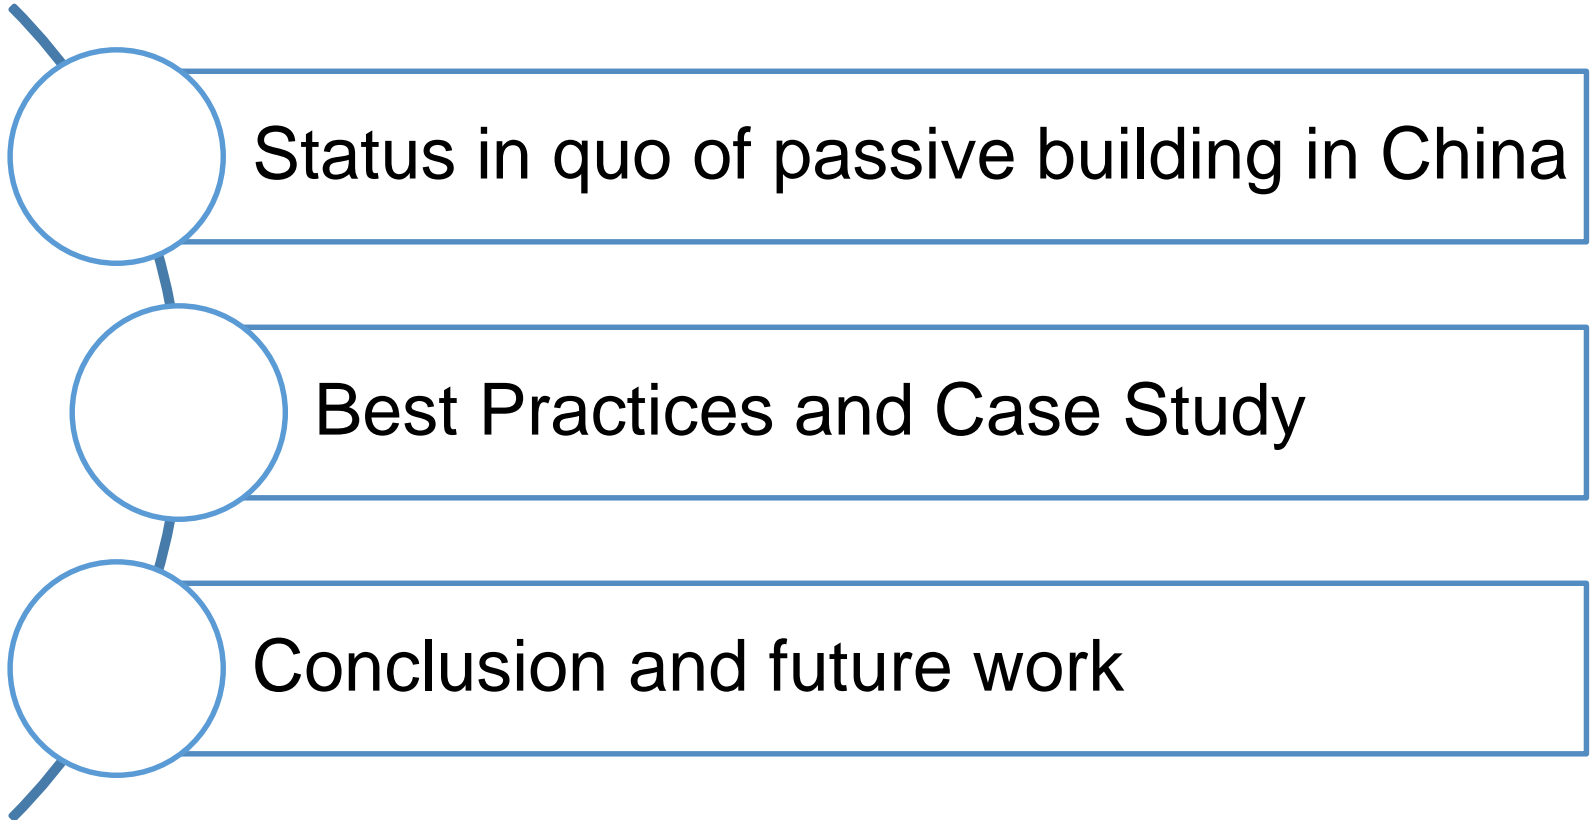 Status in quo of passive building in China
Best Practices and Case Study
Conclusion and future work